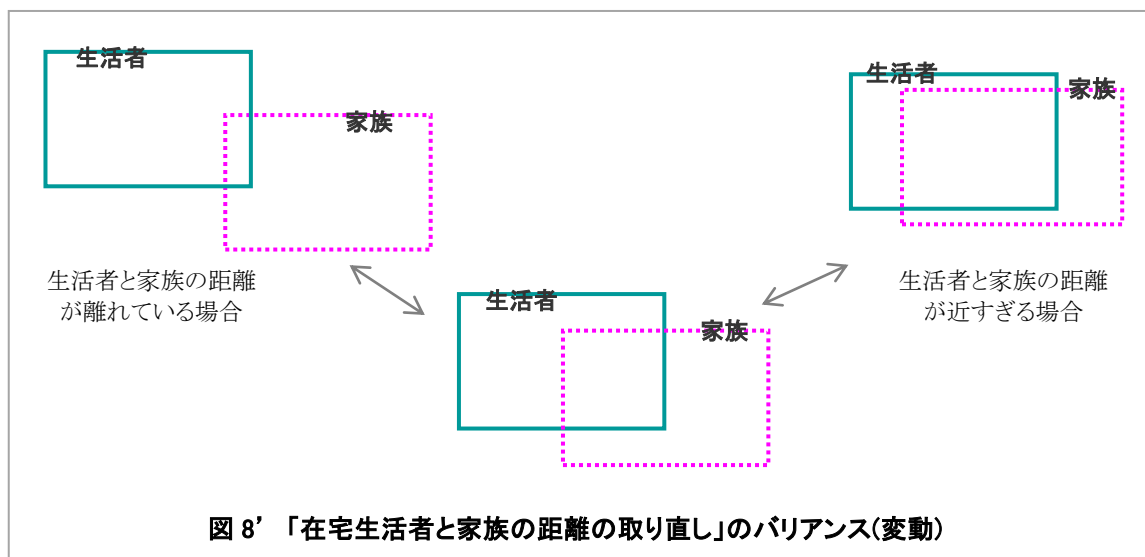 生活者
家族
生活者と家族の距離
が離れている場合
生活者
家族
生活者と家族の距離
が近すぎる場合
生活者
家族
図 8’ 「在宅生活者と家族の距離の取り直し」のバリアンス(変動)